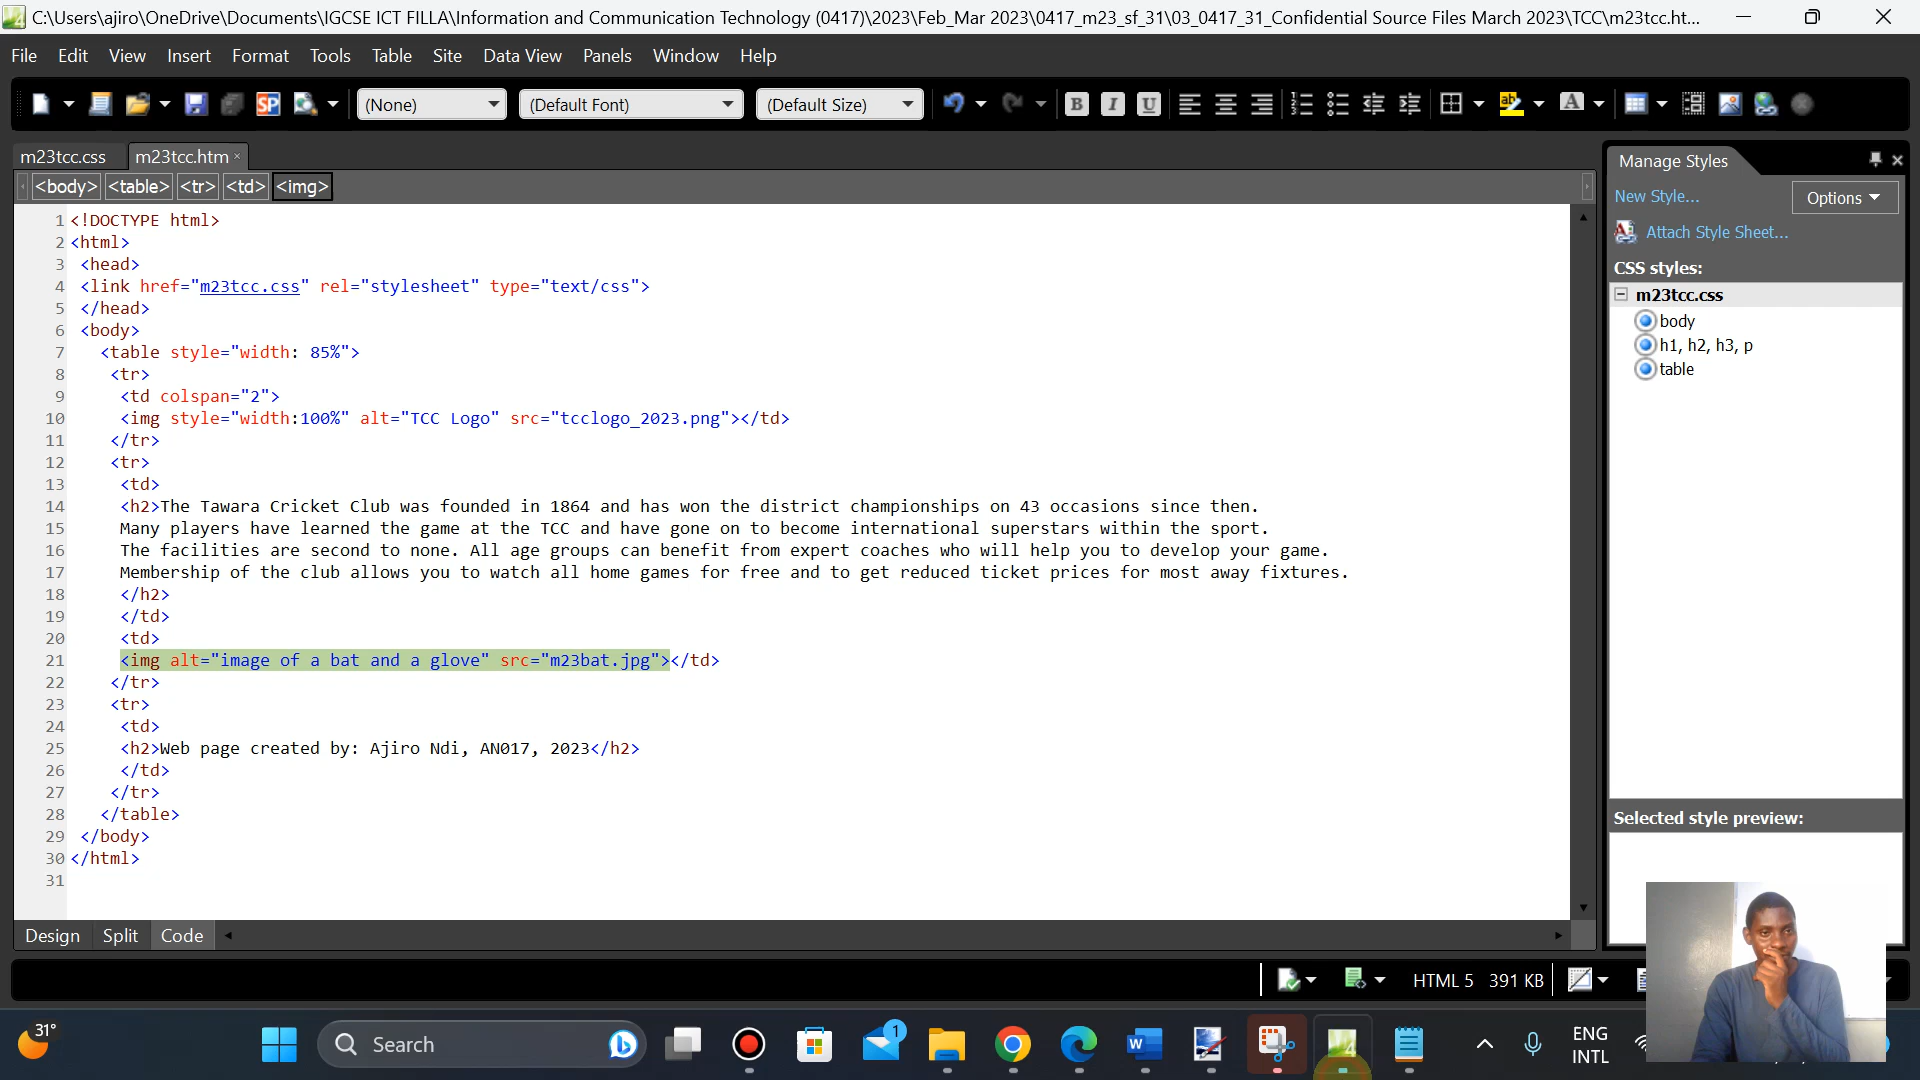 C:\Users\ajiro\OneDrive\Documents\IGCSE ICT FILLA\Information and Communication Technology (0417)\2023\Feb_Mar 2023\0417_m23_sf_31\03_0417_31_Confidential Source Files March 2023\TCC\m23tcc.ht...
File Edit View Insert Format Tools Table Site Data View Panels Window Help
(None) (Default Font) (Default Size) B I U
m23tcc.css m23tcc.htm
<body> <table> <tr> <td> <img>
1 <!DOCTYPE html>
2 <html>
3 <head>
4 <link href="m23tcc.css" rel="stylesheet" type="text/css">
5 </head>
6 <body>
7 <table style="width: 85%">
8 <tr>
9 <td colspan="2">
10 <img style="width:100%" alt="TCC Logo" src="tcclogo_2023.png"></td>
11 </tr>
12 <tr>
13 <td>
14 <h2>The Tawara Cricket Club was founded in 1864 and has won the district championships on 43 occasions since then.
15 Many players have learned the game at the TCC and have gone on to become international superstars within the sport.
16 The facilities are second to none. All age groups can benefit from expert coaches who will help you to develop your game.
17 Membership of the club allows you to watch all home games for free and to get reduced ticket prices for most away fixtures.
18 </h2>
19 </td>
20 <td>
21 <img alt="image of a bat and a glove" src="m23bat.jpg"></td>
22 </tr>
23 <tr>
24 <td>
25 <h2>Web page created by: Ajiro Ndi, AN017, 2023</h2>
26 </td>
27 </tr>
28 </table>
29 </body>
30 </html>
31
Design Split Code
Manage Styles
New Style... Options
Attach Style Sheet...
CSS styles:
m23tcc.css
body
h1, h2, h3, p
table
Selected style preview:
HTML 5 391 KB
31°
Search
1
ENG
INTL